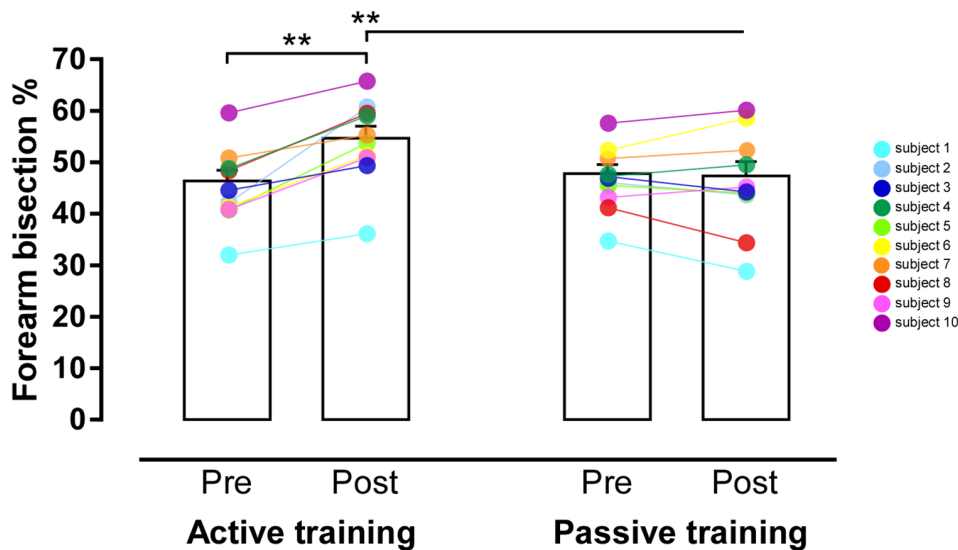 **
**
Forearm bisection %
70
60
50
40
30
20
10
0
subject 1
subject 2
subject 3
subject 4
subject 5
subject 6
subject 7
subject 8
subject 9
subject 10
Pre Post Pre Post
Active training Passive training